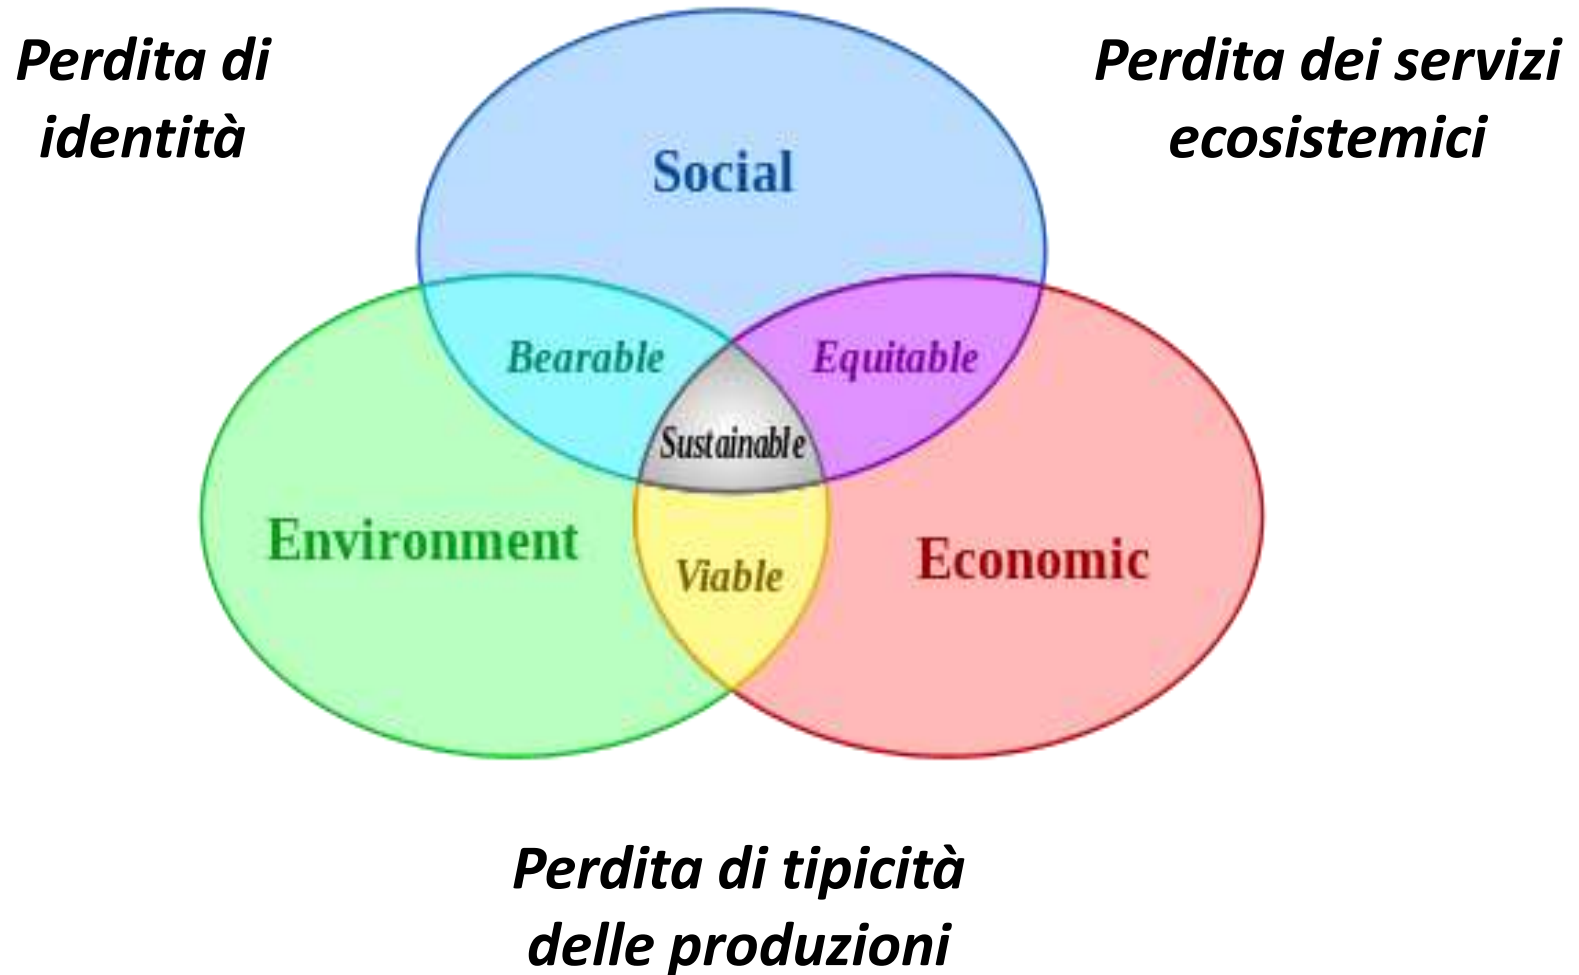 Perdita di
identità
Perdita dei servizi
ecosistemici
Social
Bearable
Equitable
Sustainable
Environment
Economic
Viable
Perdita di tipicità
delle produzioni